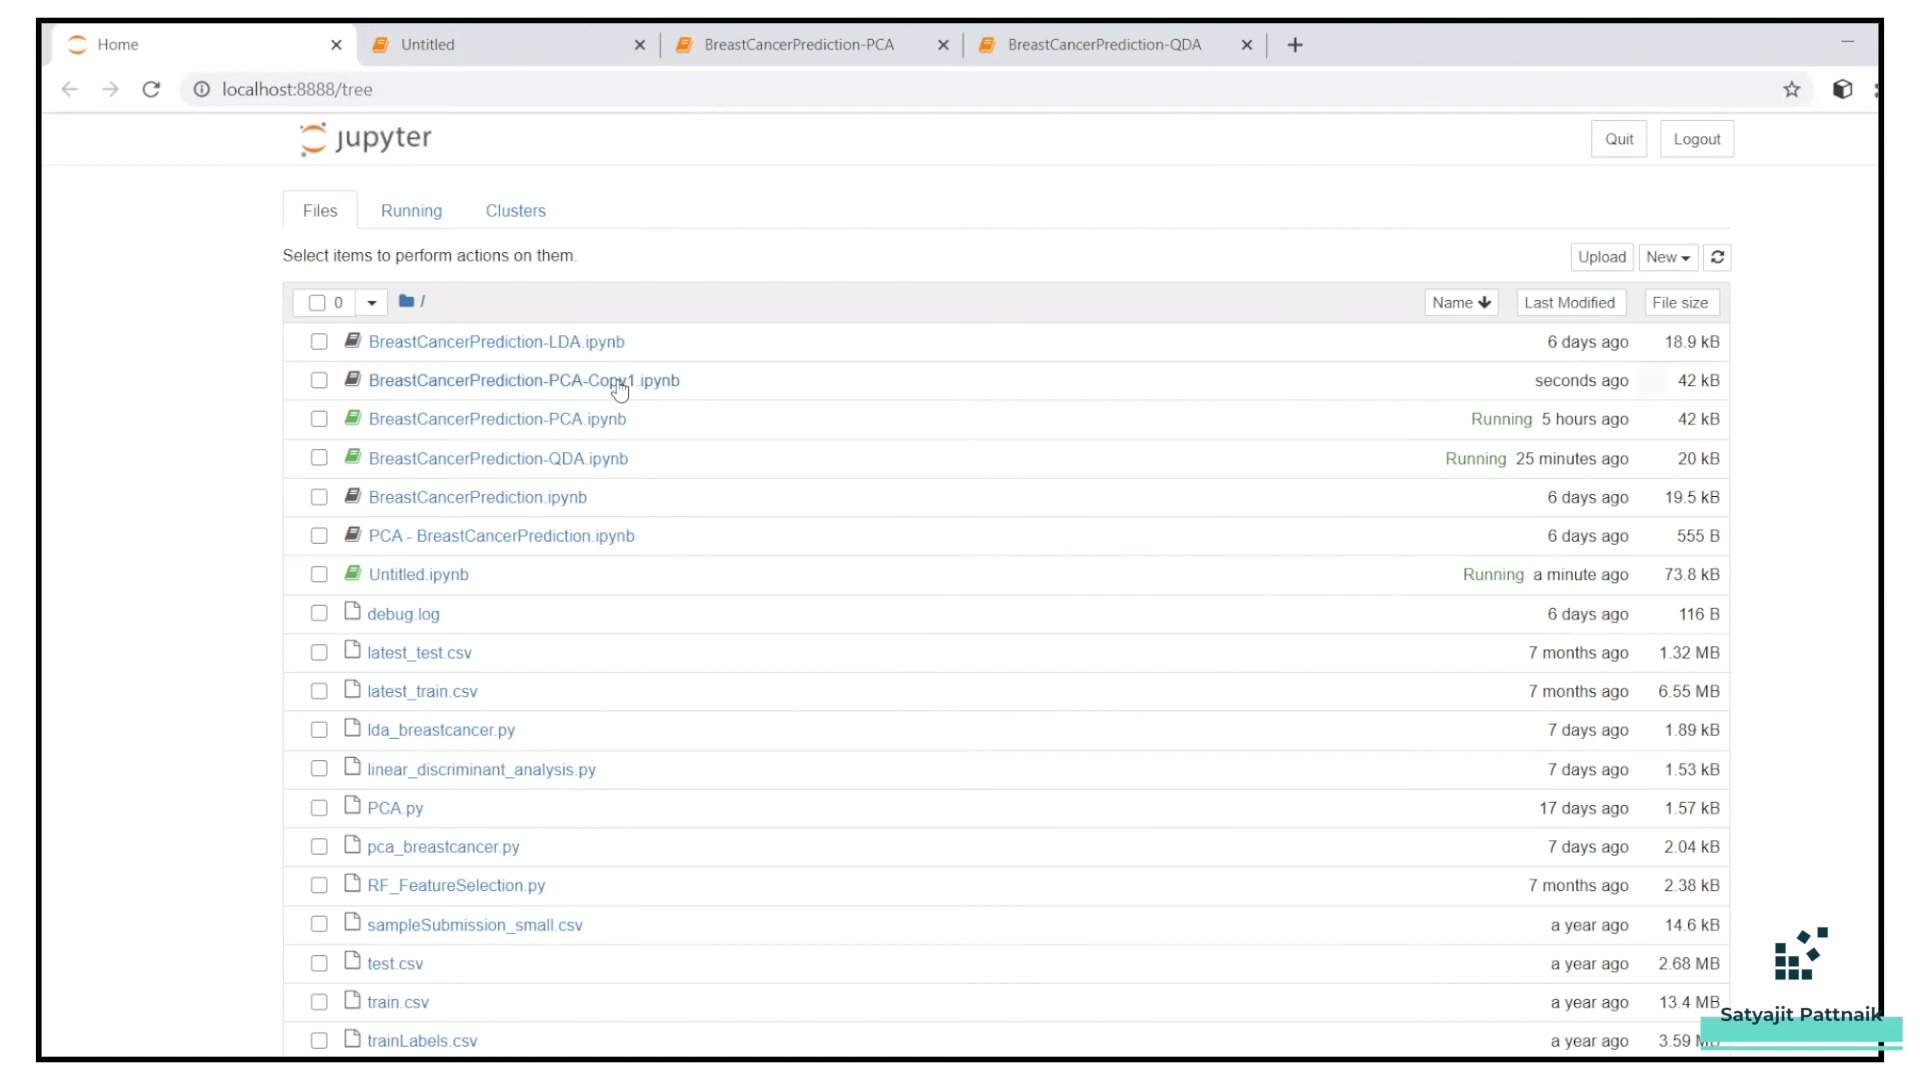 Home
Untitled
BreastCancerPrediction-PCA
BreastCancerPrediction-QDA
localhost:8888/tree
jupyter
Quit
Logout
Files
Running
Clusters
Select items to perform actions on them.
Upload
New
0
/
Name
Last Modified
File size
BreastCancerPrediction-LDA.ipynb 6 days ago 18.9 kB
BreastCancerPrediction-PCA-Copy1.ipynb seconds ago 42 kB
BreastCancerPrediction-PCA.ipynb Running 5 hours ago 42 kB
BreastCancerPrediction-QDA.ipynb Running 25 minutes ago 20 kB
BreastCancerPrediction.ipynb 6 days ago 19.5 kB
PCA - BreastCancerPrediction.ipynb 6 days ago 555 B
Untitled.ipynb Running a minute ago 73.8 kB
debug.log 6 days ago 116 B
latest_test.csv 7 months ago 1.32 MB
latest_train.csv 7 months ago 6.55 MB
lda_breastcancer.py 7 days ago 1.89 kB
linear_discriminant_analysis.py 7 days ago 1.53 kB
PCA.py 17 days ago 1.57 kB
pca_breastcancer.py 7 days ago 2.04 kB
RF_FeatureSelection.py 7 months ago 2.38 kB
sampleSubmission_small.csv a year ago 14.6 kB
test.csv a year ago 2.68 MB
train.csv a year ago 13.4 MB
Satyajit Pattnaik
trainLabels.csv a year ago 3.59